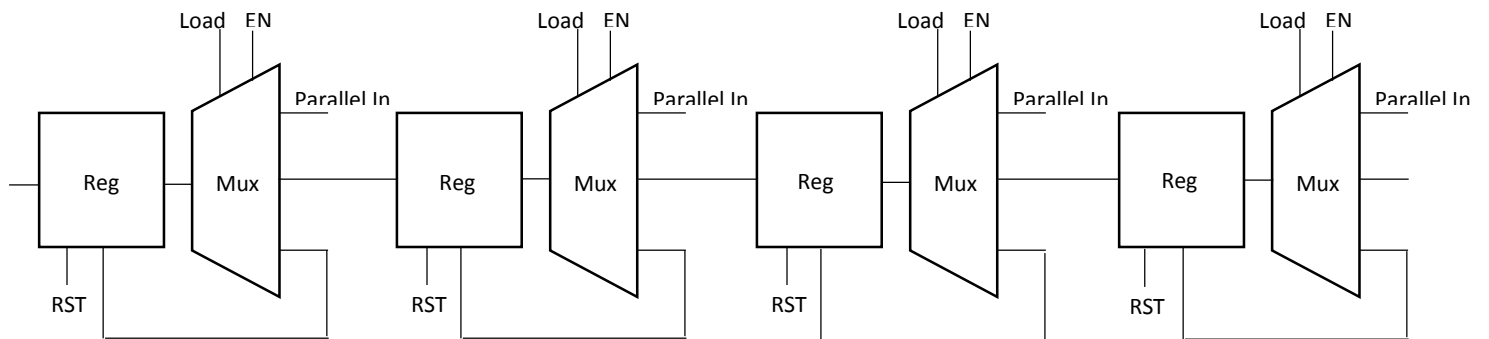 Load EN Load EN Load EN Load EN
Parallel In Parallel In Parallel In Parallel In
Reg Mux Reg Mux Reg Mux Reg Mux
RST RST RST RST